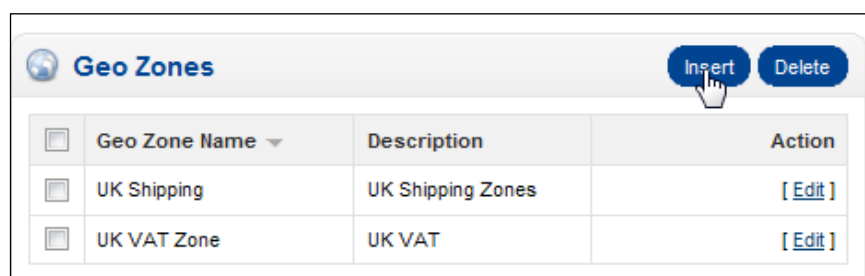 Geo Zones Insert Delete
Geo Zone Name Description Action
UK Shipping UK Shipping Zones [ Edit ]
UK VAT Zone UK VAT [ Edit ]